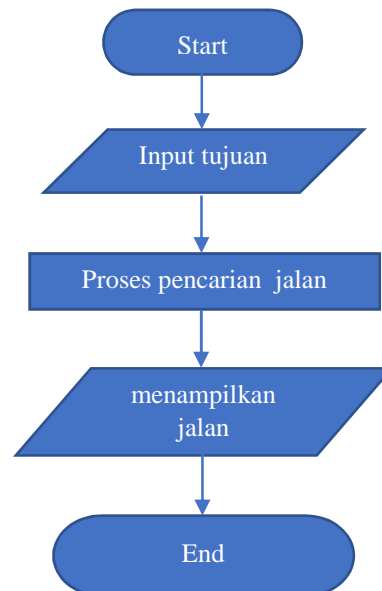 Start
Input tujuan
Proses pencarian jalan
menampilkan
jalan
End